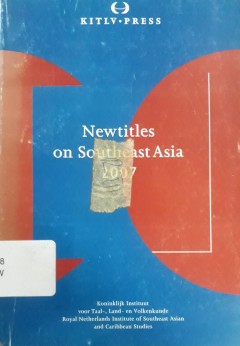 KITLV·PRESS
Newtitles
on Southeast Asia
2007
Koninklijk Instituut
voor Taal-, Land- en Volkenkunde
Royal Netherlands Institute of Southeast Asian
and Caribbean Studies
8
W